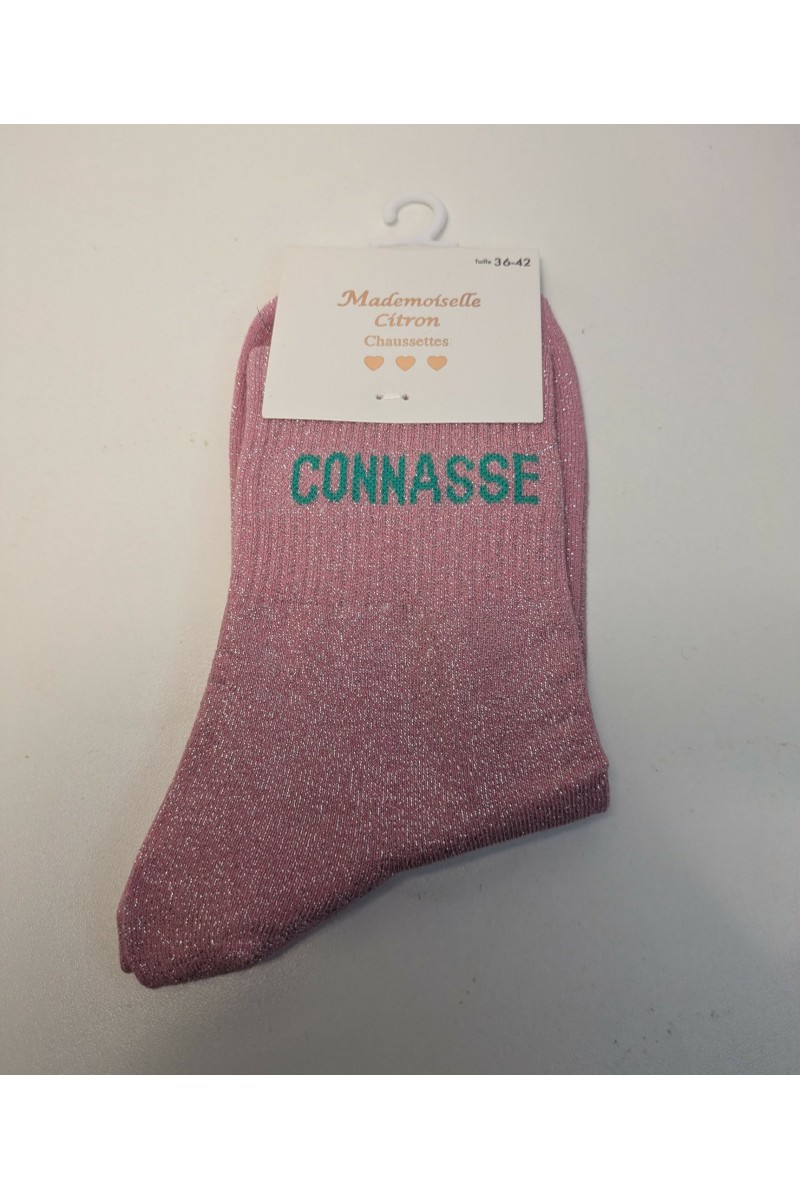 Taille 36-42
Mademoiselle
Citron
Chaussettes
CONNASSE